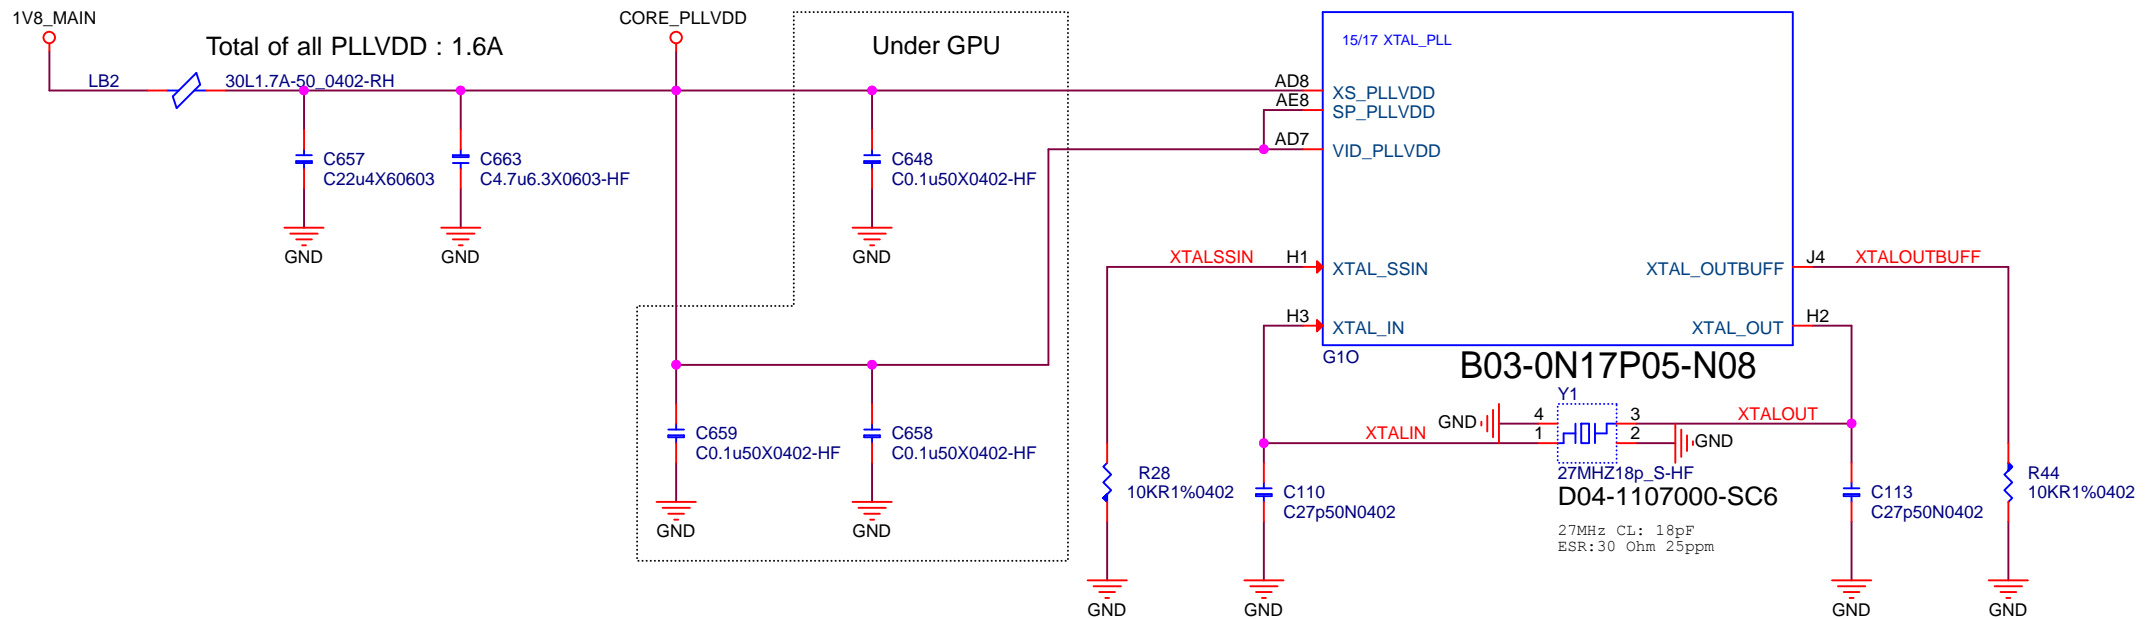 1V8_MAIN
CORE_PLLVDD
Total of all PLLVDD : 1.6A
Under GPU
15/17 XTAL_PLL
LB2
30L1.7A-50_0402-RH
AD8
XS_PLLVDD
AE8
SP_PLLVDD
AD7
VID_PLLVDD
C657
C22u4X60603
C663
C4.7u6.3X0603-HF
C648
C0.1u50X0402-HF
GND
GND
GND
XTALSSIN
H1
XTAL_SSIN
XTAL_OUTBUFF
J4
XTALOUTBUFF
H3
XTAL_IN
XTAL_OUT
H2
G1O
B03-0N17P05-N08
Y1
GND
4
3
XTALOUT
XTALIN
1
2
GND
C659
C0.1u50X0402-HF
C658
C0.1u50X0402-HF
27MHZ18p_S-HF
D04-1107000-SC6
27MHz CL: 18pF
ESR:30 Ohm 25ppm
R28
10KR1%0402
C110
C27p50N0402
C113
C27p50N0402
R44
10KR1%0402
GND
GND
GND
GND
GND
GND